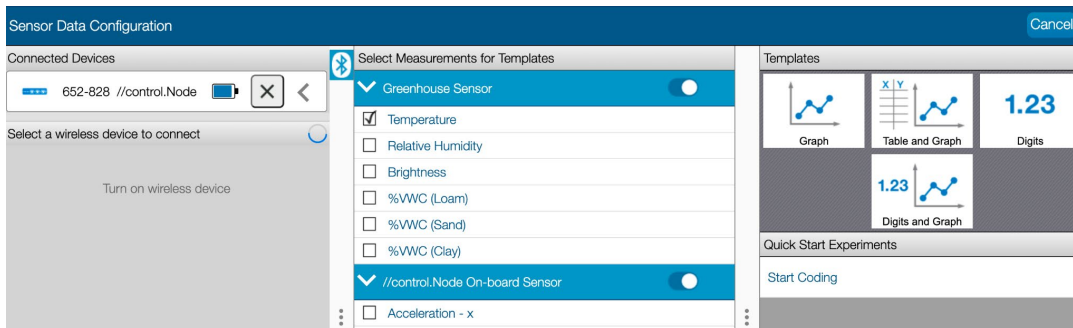 Sensor Data Configuration
Cancel
Connected Devices
652-828 //control.Node
Select a wireless device to connect
Turn on wireless device
Select Measurements for Templates
Greenhouse Sensor
Temperature
Relative Humidity
Brightness
%VWC (Loam)
%VWC (Sand)
%VWC (Clay)
//control.Node On-board Sensor
Acceleration - x
Templates
Graph
X Y
Table and Graph
1.23
Digits
1.23
Digits and Graph
Quick Start Experiments
Start Coding